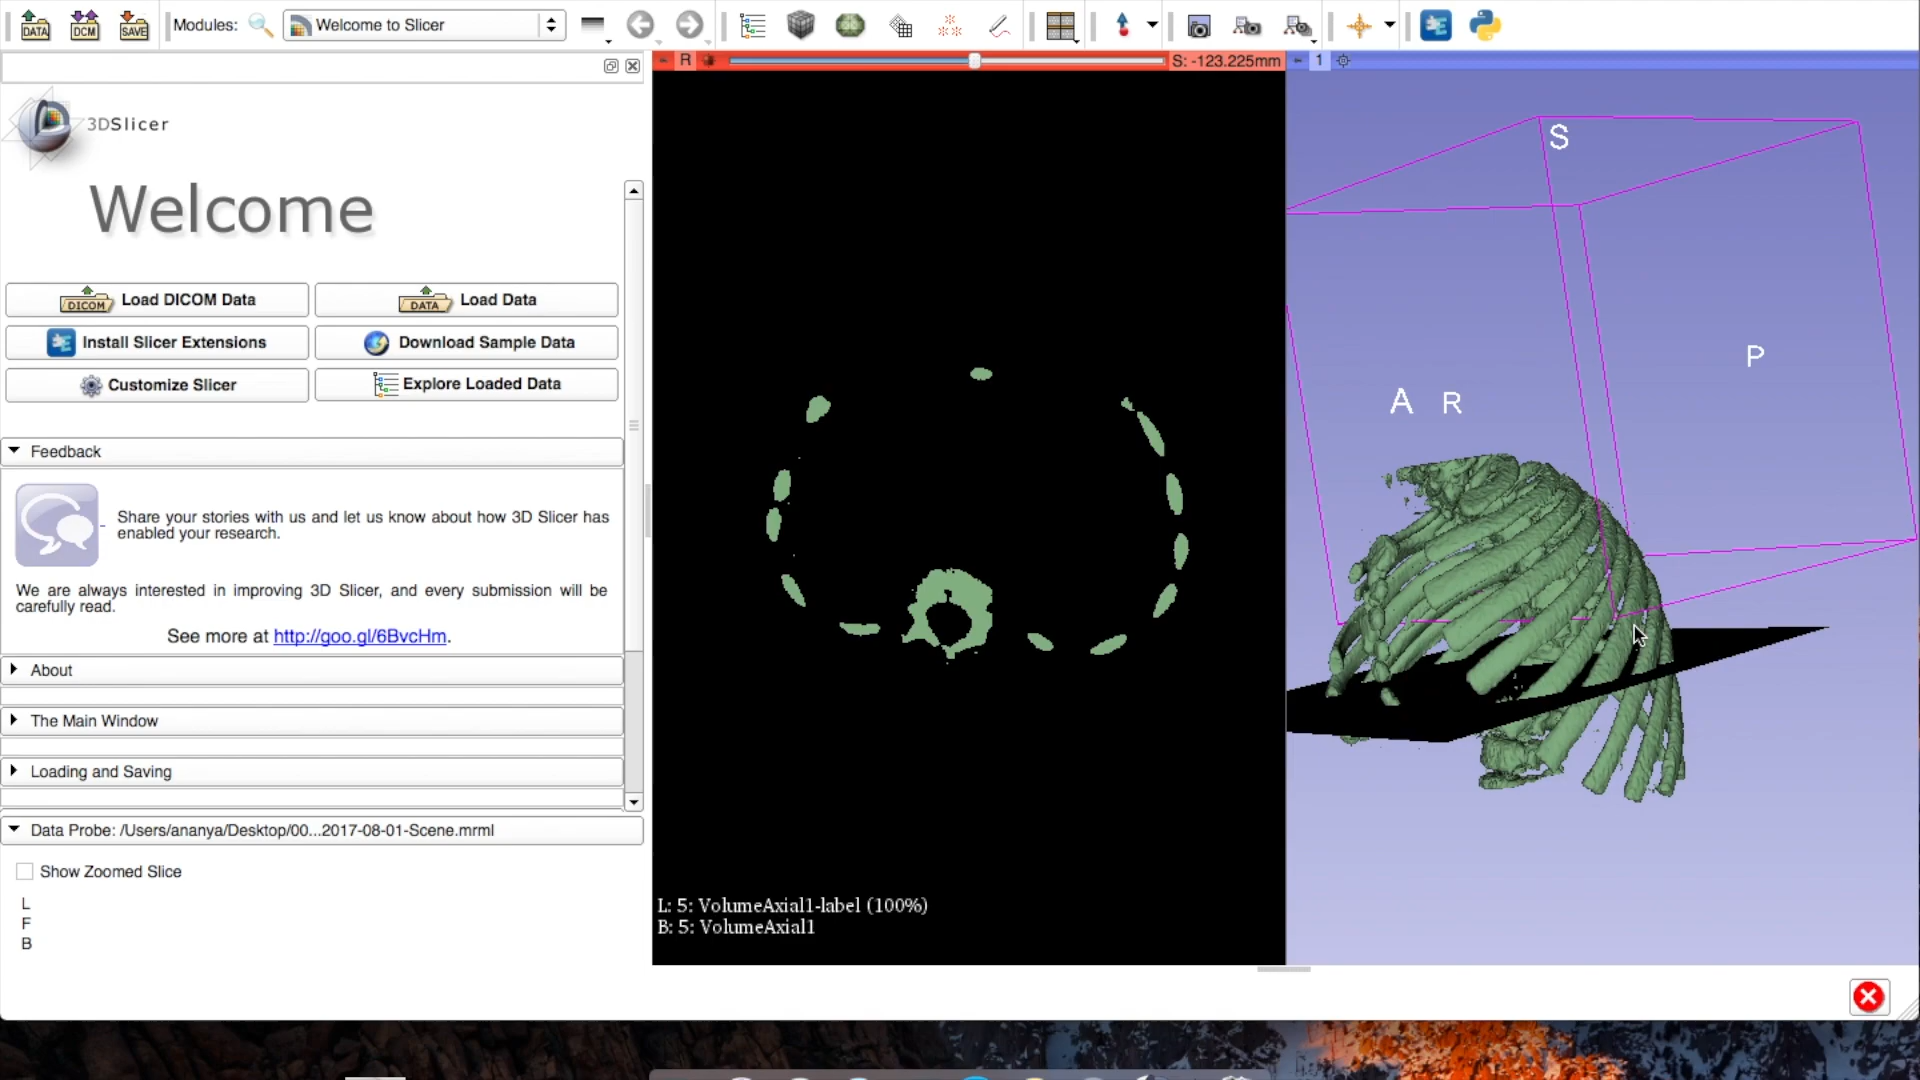 DATA
DCM
SAVE
Modules:
Welcome to Slicer
R
S: -123.225mm
1
3DSlicer
Welcome
DICOM
Load DICOM Data
DATA
Load Data
Install Slicer Extensions
Download Sample Data
Customize Slicer
Explore Loaded Data
Feedback
Share your stories with us and let us know about how 3D Slicer has
enabled your research.
We are always interested in improving 3D Slicer, and every submission will be
carefully read.
See more at http://goo.gl/6BvcHm.
About
The Main Window
Loading and Saving
Data Probe: /Users/ananya/Desktop/00...2017-08-01-Scene.mrml
Show Zoomed Slice
L
F
B
L: 5: VolumeAxial1-label (100%)
B: 5: VolumeAxial1
S
P
A R